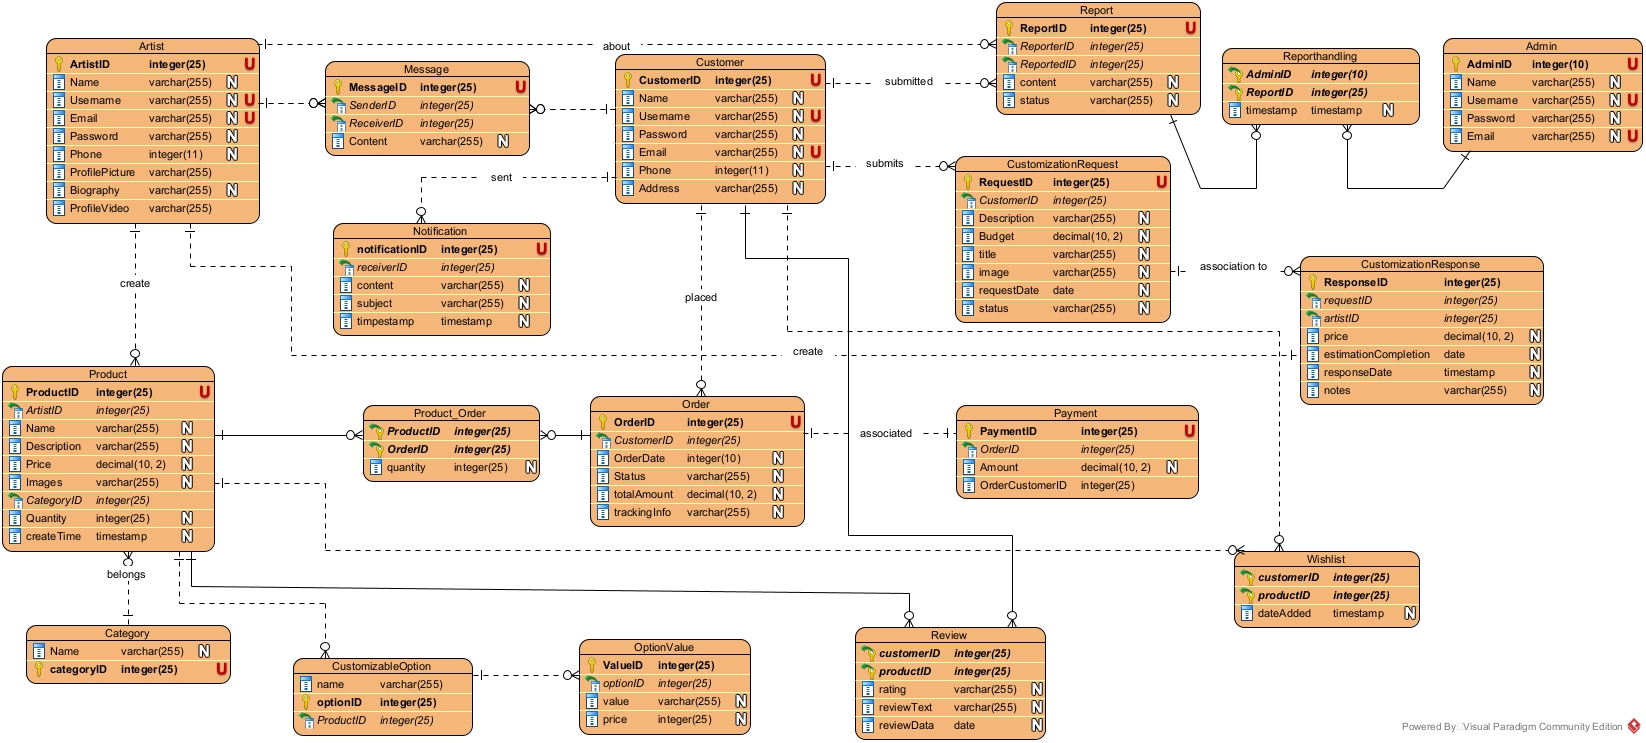 Artist
ArtistID integer(25) U
Name varchar(255) N
Username varchar(255) N U
Email varchar(255) N U
Password varchar(255) N
Phone integer(11) N
ProfilePicture varchar(255)
Biography varchar(255) N
ProfileVideo varchar(255)
about
Message
MessageID integer(25) U
SenderID integer(25)
ReceiverID integer(25)
Content varchar(255) N
Customer
CustomerID integer(25) U
Name varchar(255) N
Username varchar(255) N U
Password varchar(255) N
Email varchar(255) N U
Phone integer(11) N
Address varchar(255) N
submitted
submits
sent
Report
ReportID integer(25) U
ReporterID integer(25)
ReportedID integer(25)
content varchar(255) N
status varchar(255) N
Reporthandling
AdminID integer(10)
ReportID integer(25)
timestamp timestamp N
Admin
AdminID integer(10) U
Name varchar(255) N
Username varchar(255) N U
Password varchar(255) N
Email varchar(255) N U
Notification
notificationID integer(25) U
receiverID integer(25)
content varchar(255) N
subject varchar(255) N
timpestamp timestamp N
CustomizationRequest
RequestID integer(25) U
CustomerID integer(25)
Description varchar(255) N
Budget decimal(10, 2) N
title varchar(255) N
image varchar(255) N
requestDate date N
status varchar(255) N
association to
CustomizationResponse
ResponseID integer(25)
requestID integer(25)
artistID integer(25)
price decimal(10, 2) N
estimationCompletion date N
responseDate timestamp N
notes varchar(255) N
create
placed
create
Product
ProductID integer(25) U
ArtistID integer(25)
Name varchar(255) N
Description varchar(255) N
Price decimal(10, 2) N
Images varchar(255) N
CategoryID integer(25)
Quantity integer(25) N
createTime timestamp N
Product_Order
ProductID integer(25)
OrderID integer(25)
quantity integer(25) N
Order
OrderID integer(25) U
CustomerID integer(25)
OrderDate integer(10) N
Status varchar(255) N
totalAmount decimal(10, 2) N
trackingInfo varchar(255) N
associated
Payment
PaymentID integer(25) U
OrderID integer(25)
Amount decimal(10, 2) N
OrderCustomerID integer(25)
belongs
Wishlist
customerID integer(25)
productID integer(25)
dateAdded timestamp N
Category
Name varchar(255) N
categoryID integer(25) U
CustomizableOption
name varchar(255)
optionID integer(25)
ProductID integer(25)
OptionValue
ValueID integer(25)
optionID integer(25)
value varchar(255) N
price integer(25) N
Review
customerID integer(25)
productID integer(25)
rating varchar(255) N
reviewText varchar(255) N
reviewData date N
Powered By Visual Paradigm Community Edition